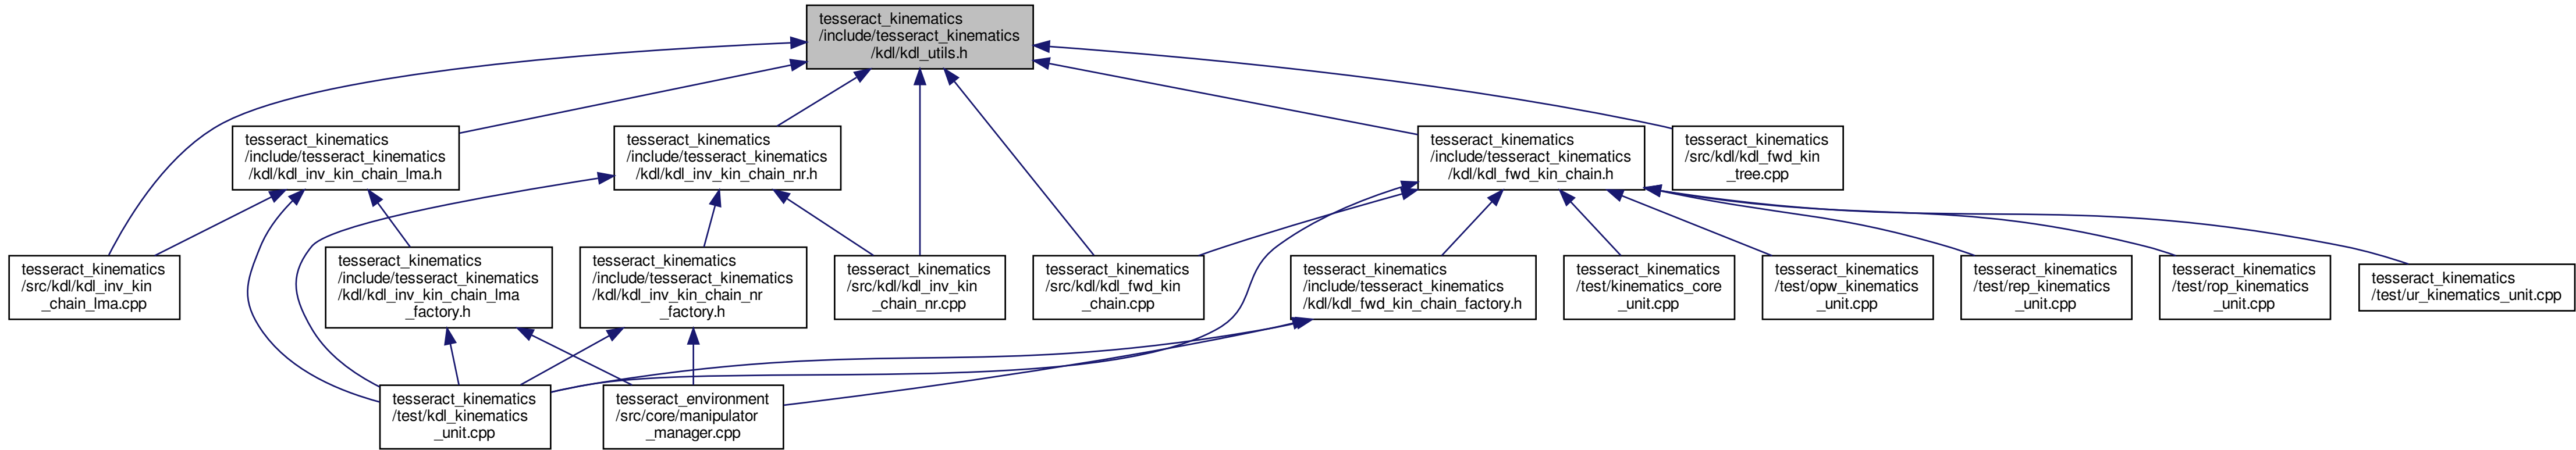 tesseract_kinematics
/include/tesseract_kinematics
/kdl/kdl_utils.h
tesseract_kinematics
/include/tesseract_kinematics
/kdl/kdl_inv_kin_chain_lma.h
tesseract_kinematics
/include/tesseract_kinematics
/kdl/kdl_inv_kin_chain_nr.h
tesseract_kinematics
/include/tesseract_kinematics
/kdl/kdl_fwd_kin_chain.h
tesseract_kinematics
/src/kdl/kdl_fwd_kin
_tree.cpp
tesseract_kinematics
/src/kdl/kdl_inv_kin
_chain_lma.cpp
tesseract_kinematics
/include/tesseract_kinematics
/kdl/kdl_inv_kin_chain_lma
_factory.h
tesseract_kinematics
/include/tesseract_kinematics
/kdl/kdl_inv_kin_chain_nr
_factory.h
tesseract_kinematics
/src/kdl/kdl_inv_kin
_chain_nr.cpp
tesseract_kinematics
/src/kdl/kdl_fwd_kin
_chain.cpp
tesseract_kinematics
/include/tesseract_kinematics
/kdl/kdl_fwd_kin_chain_factory.h
tesseract_kinematics
/test/kinematics_core
_unit.cpp
tesseract_kinematics
/test/opw_kinematics
_unit.cpp
tesseract_kinematics
/test/rep_kinematics
_unit.cpp
tesseract_kinematics
/test/rop_kinematics
_unit.cpp
tesseract_kinematics
/test/ur_kinematics_unit.cpp
tesseract_kinematics
/test/kdl_kinematics
_unit.cpp
tesseract_environment
/src/core/manipulator
_manager.cpp